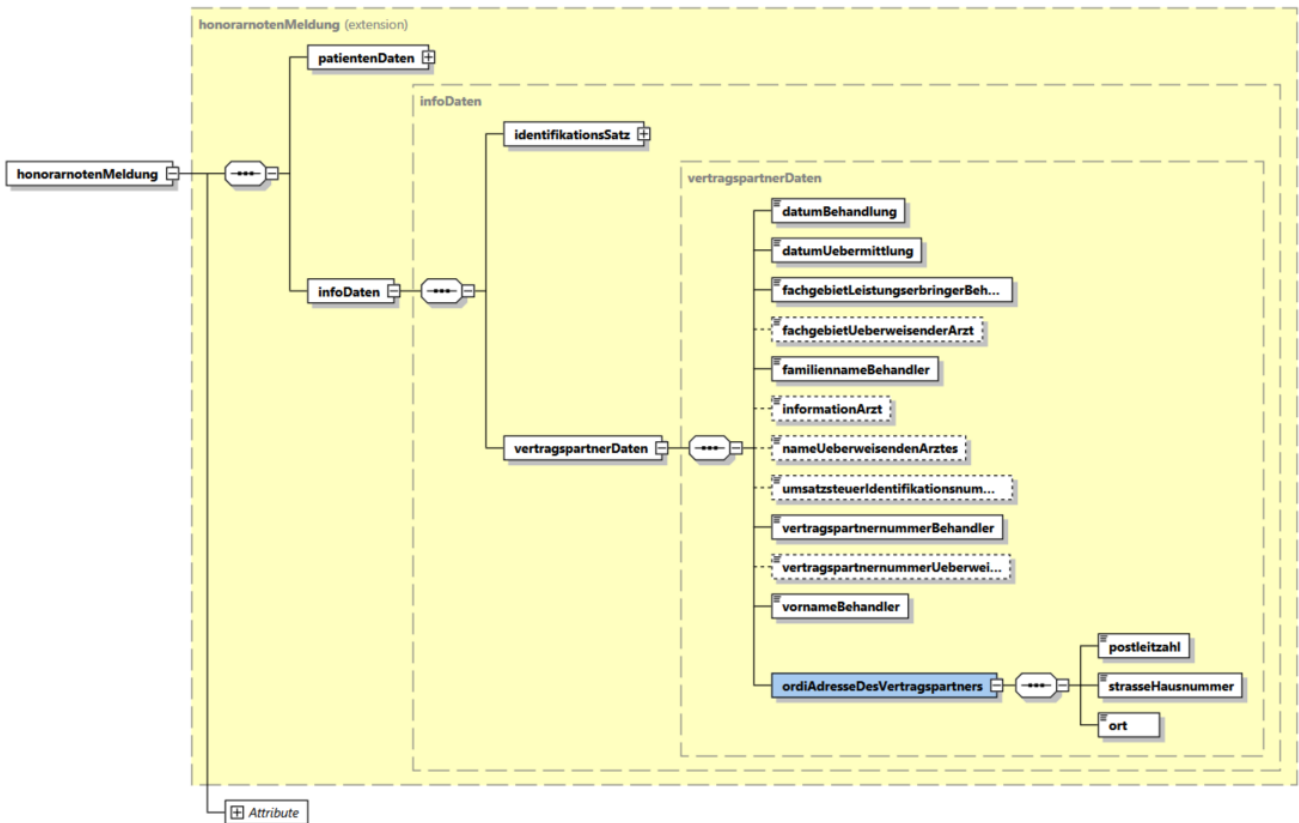 honorarnotenMeldung (extension)
patientenDaten
infoDaten
identifikationsSatz
honorarnotenMeldung
vertragspartnerDaten
datumBehandlung
datumUebermittlung
infoDaten
fachgebietLeistungserbringerBeh...
fachgebietUeberweisenderArzt
familiennameBehandler
informationArzt
vertragspartnerDaten
nameUeberweisendenArztes
umsatzsteuerIdentifikationsnum...
vertragspartnernummerBehandler
vertragspartnernummerUeberwei...
vornameBehandler
postleitzahl
ordiAdresseDesVertragspartners
strasseHausnummer
ort
Attribute